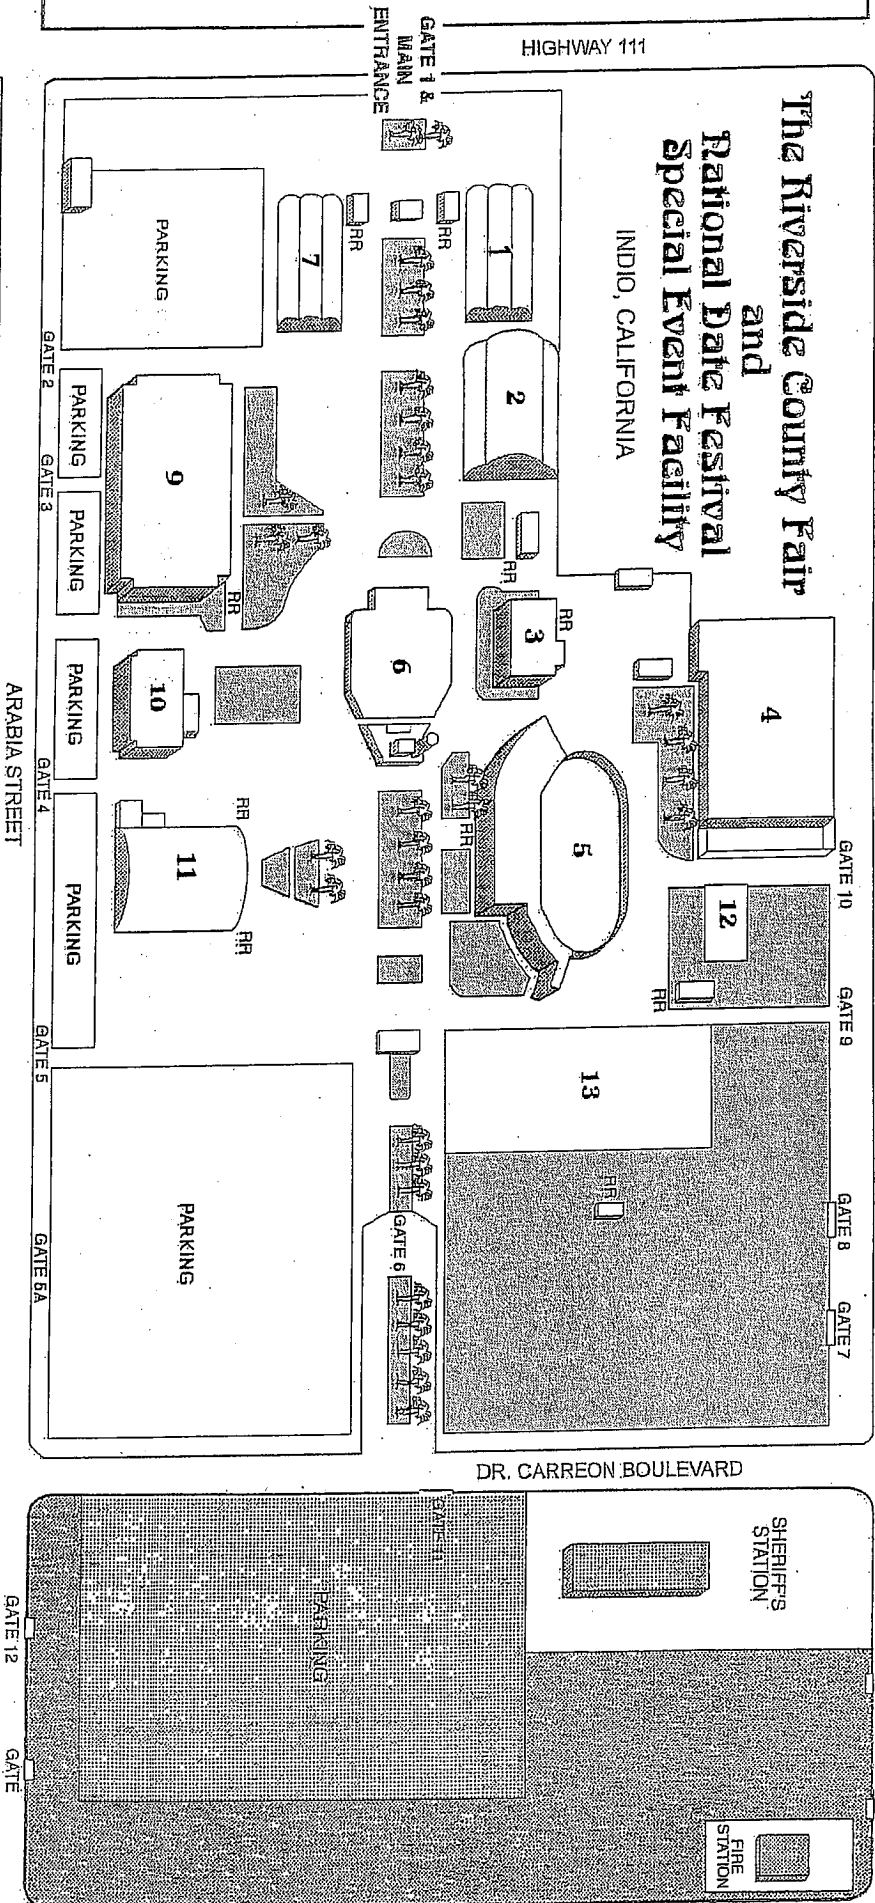 The Riverside County Fair
and
National Date Festival
Special Event Facility
INDIO, CALIFORNIA
HIGHWAY 111
GATE 1 &
MAIN
ENTRANCE
GATE 10
GATE 9
GATE 8
GATE 7
4
12
RR
RR
3
RR
5
13
RR
2
1
RR
RR
6
GATE 6
RR
7
RR
9
RR
10
RR
11
RR
PARKING
PARKING
PARKING
PARKING
PARKING
PARKING
GATE 2
GATE 3
GATE 4
GATE 5
GATE 5A
ARABIA STREET
DR. CARREON BOULEVARD
SHERIFF'S
STATION
FIRE
STATION
GATE 11
PARKING
GATE 12
GATE